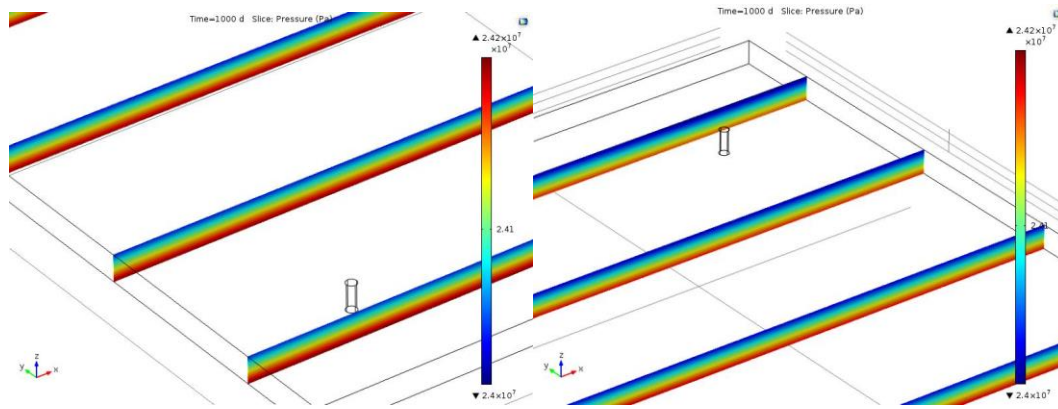 Time=1000 d Slice: Pressure (Pa)
▲ 2.42×10⁷
×10⁷
2.41
▼ 2.4×10⁷
z
y
x
Time=1000 d Slice: Pressure (Pa)
▲ 2.42×10⁷
×10⁷
2.41
▼ 2.4×10⁷
z
y
x